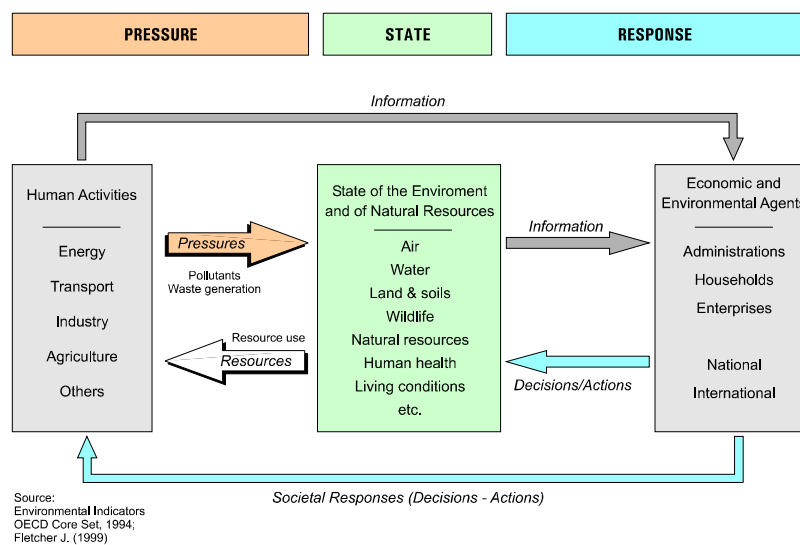 PRESSURE
STATE
RESPONSE
Information
Human Activities
Energy
Transport
Industry
Agriculture
Others
Pressures
Pollutants
Waste generation
Resource use
Resources
State of the Enviroment
and of Natural Resources
Air
Water
Land & soils
Wildlife
Natural resources
Human health
Living conditions
etc.
Information
Decisions/Actions
Economic and
Environmental Agents
Administrations
Households
Enterprises
National
International
Societal Responses (Decisions - Actions)
Source:
Environmental Indicators
OECD Core Set, 1994;
Fletcher J. (1999)